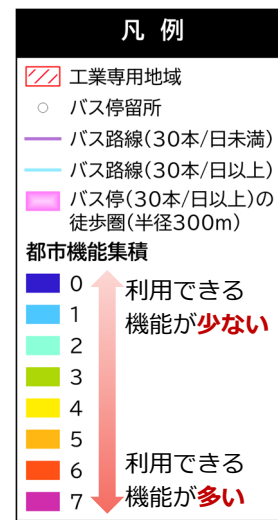 凡 例
工業専用地域
バス停留所
バス路線(30本/日未満)
バス路線(30本/日以上)
バス停(30本/日以上)の
徒歩圏(半径300m)
都市機能集積
0
1
2
3
4
5
6
7
利用できる
機能が少ない
利用できる
機能が多い